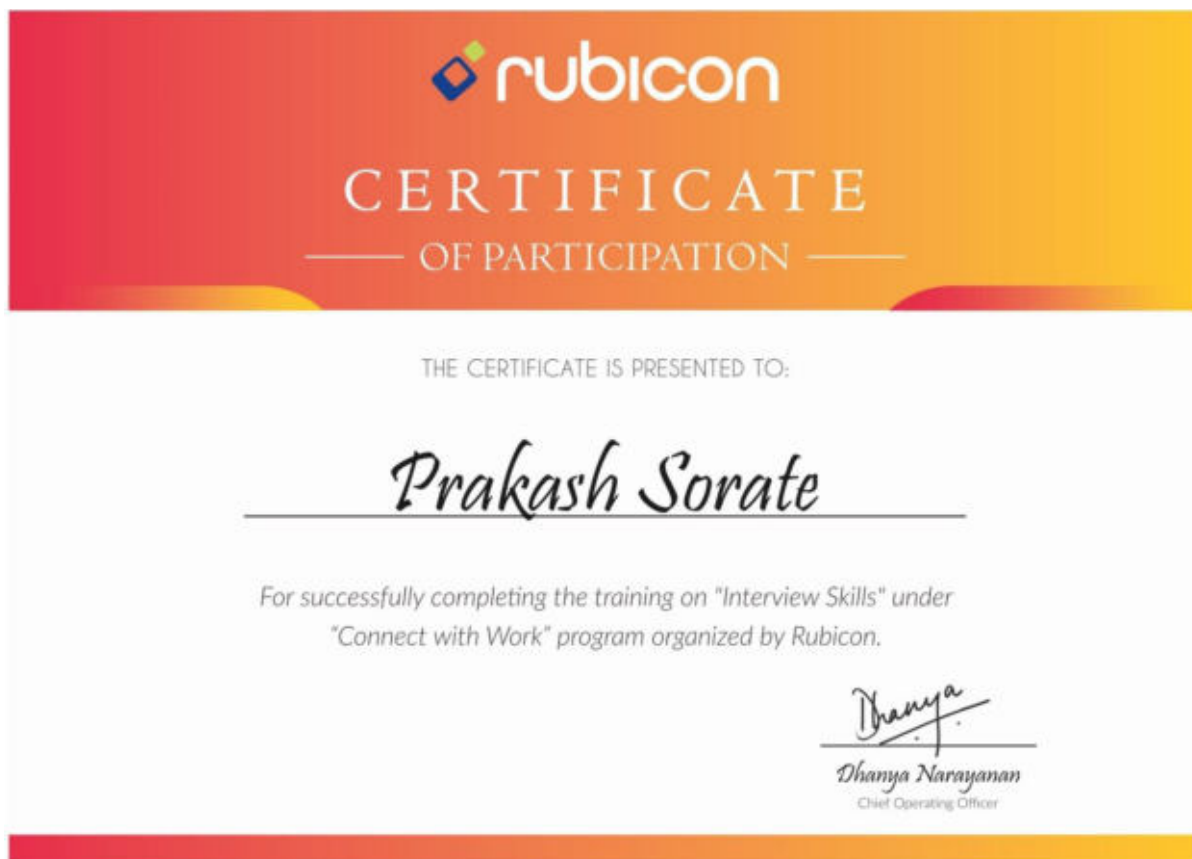 rubicon
CERTIFICATE
OF PARTICIPATION
THE CERTIFICATE IS PRESENTED TO:
Prakash Sorate
For successfully completing the training on "Interview Skills" under
"Connect with Work" program organized by Rubicon.
Dhanya
Dhanya Narayanan
Chief Operating Officer